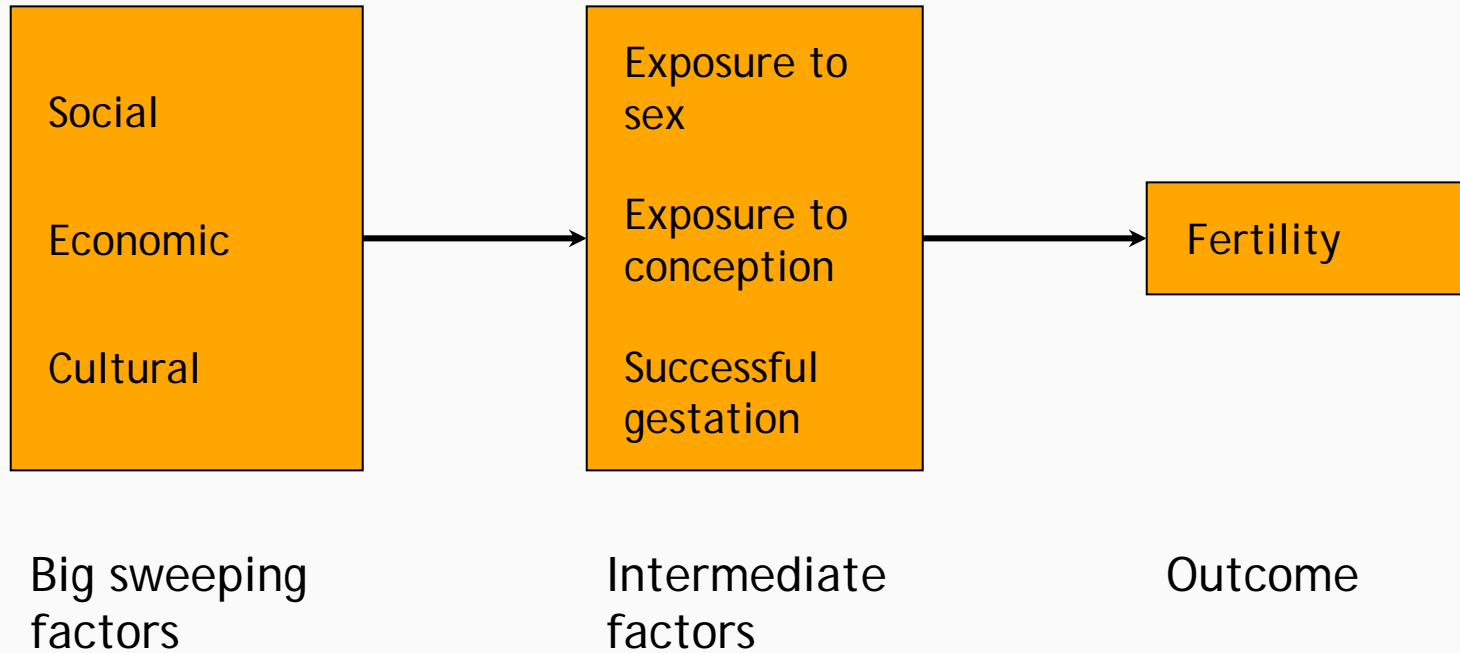 Social
Economic
Cultural
Exposure to
sex
Exposure to
conception
Successful
gestation
Fertility
Big sweeping
factors
Intermediate
factors
Outcome